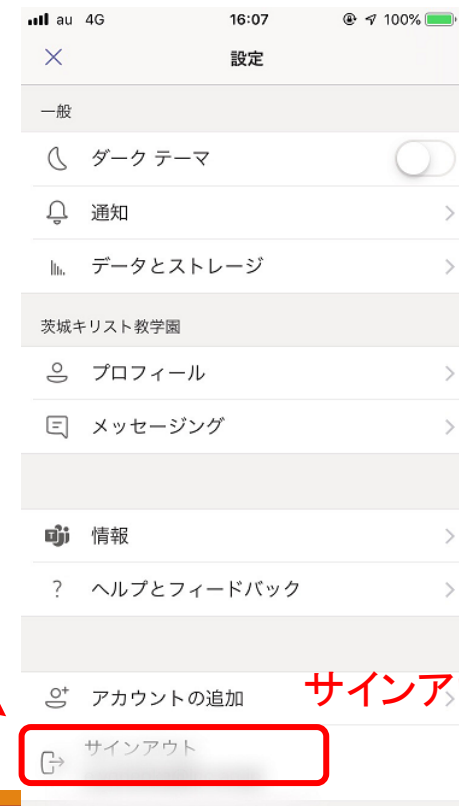 au 4G 16:07 100%
設定
一般
ダーク テーマ
通知
データとストレージ
茨城キリスト教学園
プロフィール
メッセージング
情報
? ヘルプとフィードバック
アカウントの追加
サインア
サインアウト